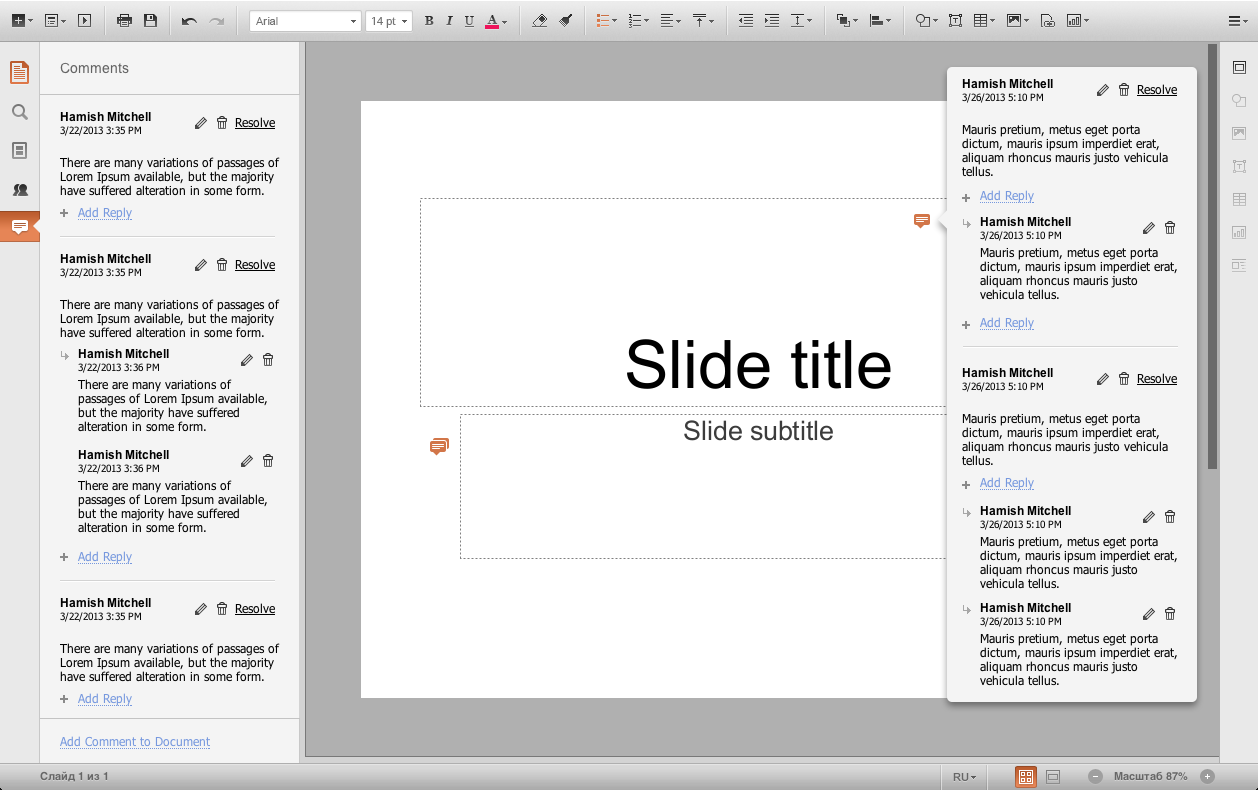 Arial
14 pt
B I U A
Comments
Hamish Mitchell
3/22/2013 3:35 PM
Resolve
There are many variations of passages of
Lorem Ipsum available, but the majority
have suffered alteration in some form.
+ Add Reply
Hamish Mitchell
3/22/2013 3:35 PM
Resolve
There are many variations of passages of
Lorem Ipsum available, but the majority
have suffered alteration in some form.
Hamish Mitchell
3/22/2013 3:36 PM
There are many variations of
passages of Lorem Ipsum available,
but the majority have suffered
alteration in some form.
Hamish Mitchell
3/22/2013 3:36 PM
There are many variations of
passages of Lorem Ipsum available,
but the majority have suffered
alteration in some form.
+ Add Reply
Hamish Mitchell
3/22/2013 3:35 PM
Resolve
There are many variations of passages of
Lorem Ipsum available, but the majority
have suffered alteration in some form.
+ Add Reply
Add Comment to Document
Slide title
Slide subtitle
Hamish Mitchell
3/26/2013 5:10 PM
Resolve
Mauris pretium, metus eget porta
dictum, mauris ipsum imperdiet erat,
aliquam rhoncus mauris justo vehicula
tellus.
+ Add Reply
Hamish Mitchell
3/26/2013 5:10 PM
Mauris pretium, metus eget porta
dictum, mauris ipsum imperdiet erat,
aliquam rhoncus mauris justo
vehicula tellus.
+ Add Reply
Hamish Mitchell
3/26/2013 5:10 PM
Resolve
Mauris pretium, metus eget porta
dictum, mauris ipsum imperdiet erat,
aliquam rhoncus mauris justo vehicula
tellus.
+ Add Reply
Hamish Mitchell
3/26/2013 5:10 PM
Mauris pretium, metus eget porta
dictum, mauris ipsum imperdiet erat,
aliquam rhoncus mauris justo
vehicula tellus.
Hamish Mitchell
3/26/2013 5:10 PM
Mauris pretium, metus eget porta
dictum, mauris ipsum imperdiet erat,
aliquam rhoncus mauris justo
vehicula tellus.
Слайд 1 из 1
RU
Масштаб 87%